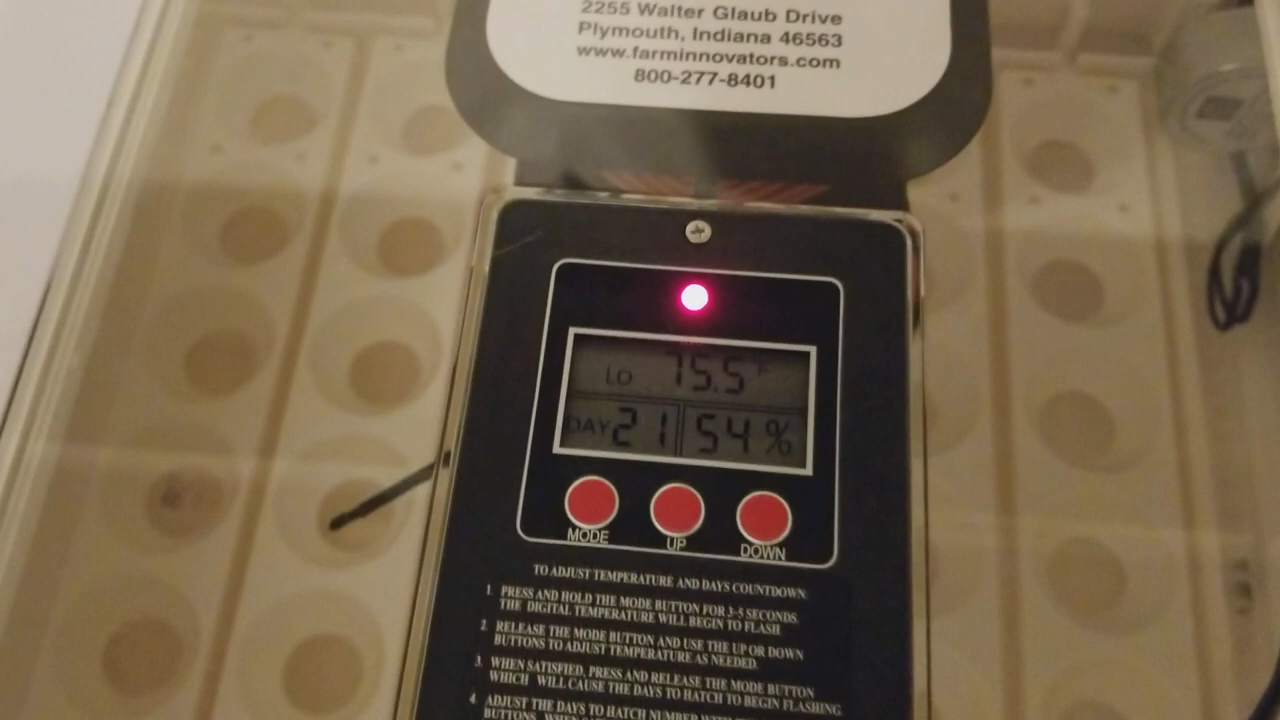 2255 Walter Glaub Drive
Plymouth, Indiana 46563
www.farminnovators.com
800-277-8401
Lo 75.5 °F
DAY 21 54 %
MODE UP DOWN
TO ADJUST TEMPERATURE AND DAYS COUNTDOWN:
1. PRESS AND HOLD THE MODE BUTTON FOR 3-5 SECONDS.
THE DIGITAL TEMPERATURE WILL BEGIN TO FLASH
2. RELEASE THE MODE BUTTON AND USE THE UP OR DOWN
BUTTONS TO ADJUST TEMPERATURE AS NEEDED.
3. WHEN SATISFIED, PRESS AND RELEASE THE MODE BUTTON
WHICH WILL CAUSE THE DAYS TO HATCH TO BEGIN FLASHING.
4. ADJUST THE DAYS TO HATCH NUMBER WITH
BUTTONS. WHEN